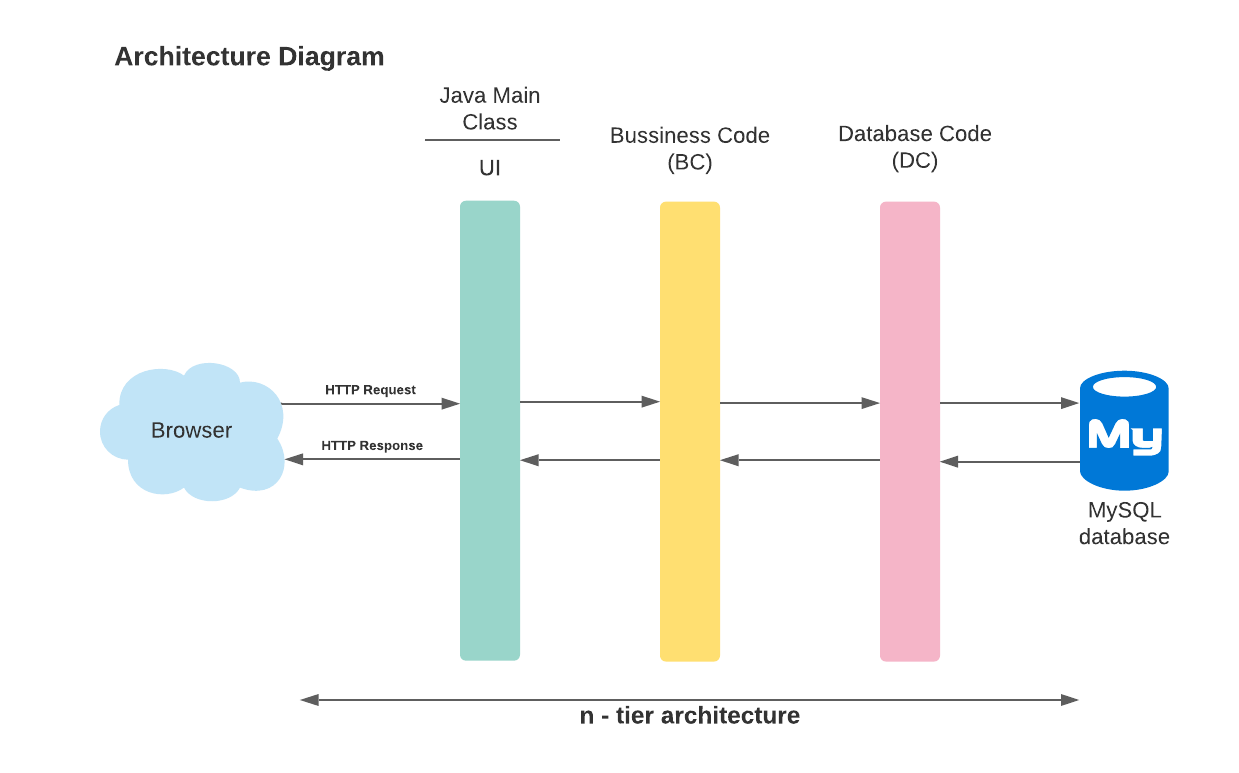 Architecture Diagram
Java Main
Class
UI
Bussiness Code
(BC)
Database Code
(DC)
HTTP Request
Browser
HTTP Response
My
MySQL
database
n - tier architecture